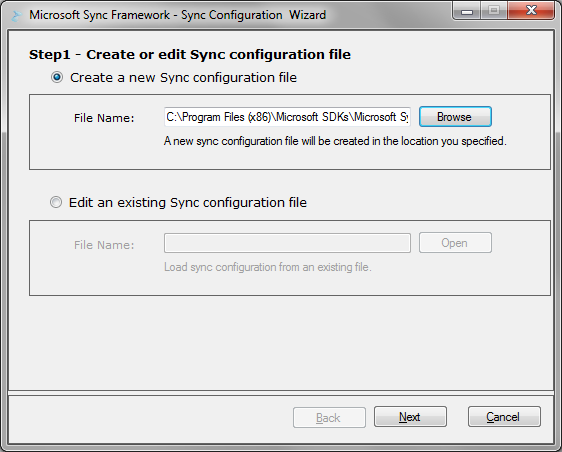 Microsoft Sync Framework - Sync Configuration  Wizard
Step1 - Create or edit Sync configuration file
Create a new Sync configuration file
File Name: C:\Program Files (x86)\Microsoft SDKs\Microsoft Sy Browse
A new sync configuration file will be created in the location you specified.
Edit an existing Sync configuration file
File Name: Open
Load sync configuration from an existing file.
Back Next Cancel